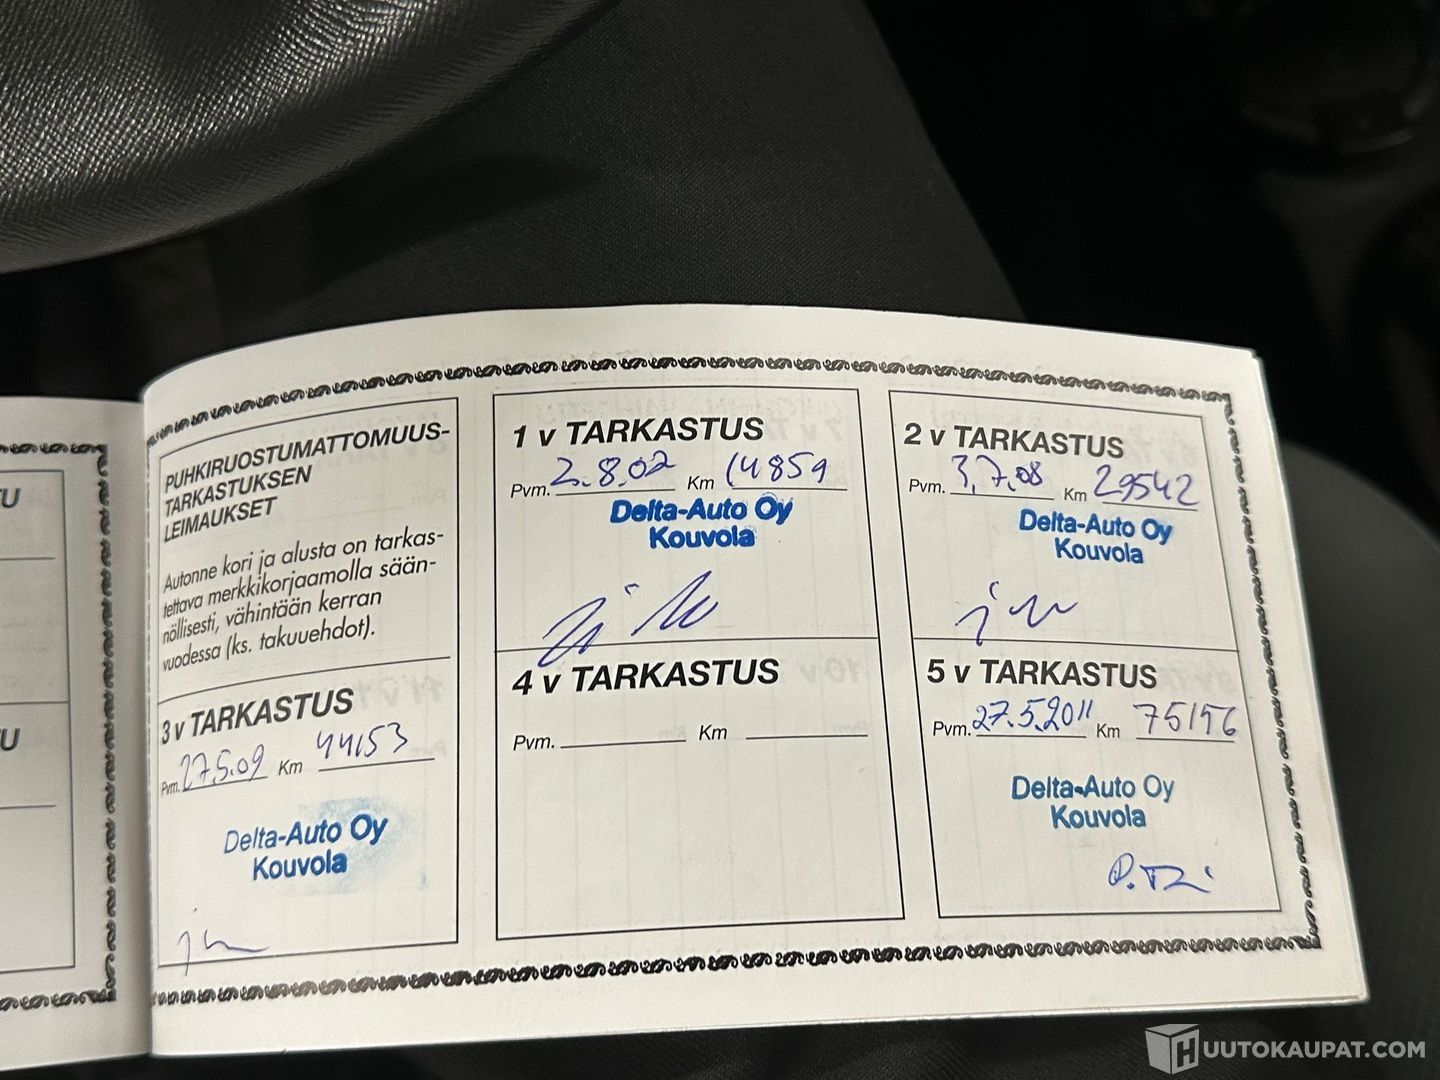 PUHKIRUOSTUMATTOMUUS-
TARKASTUKSEN
LEIMAUKSET
Autonne kori ja alusta on tarkas-
tettava merkkikorjaamolla sään-
nöllisesti, vähintään kerran
vuodessa (ks. takuuehdot).
1 v TARKASTUS
Pvm. 2.8.02 Km 14859
Delta-Auto Oy
Kouvola
2 v TARKASTUS
Pvm. 3.7.08 Km 29542
Delta-Auto Oy
Kouvola
3 v TARKASTUS
Pvm. 27.5.09 Km 44153
Delta-Auto Oy
Kouvola
4 v TARKASTUS
Pvm. Km
5 v TARKASTUS
Pvm. 27.5.2011 Km 75156
Delta-Auto Oy
Kouvola
TU
TU
HUUTOKAUPAT.COM